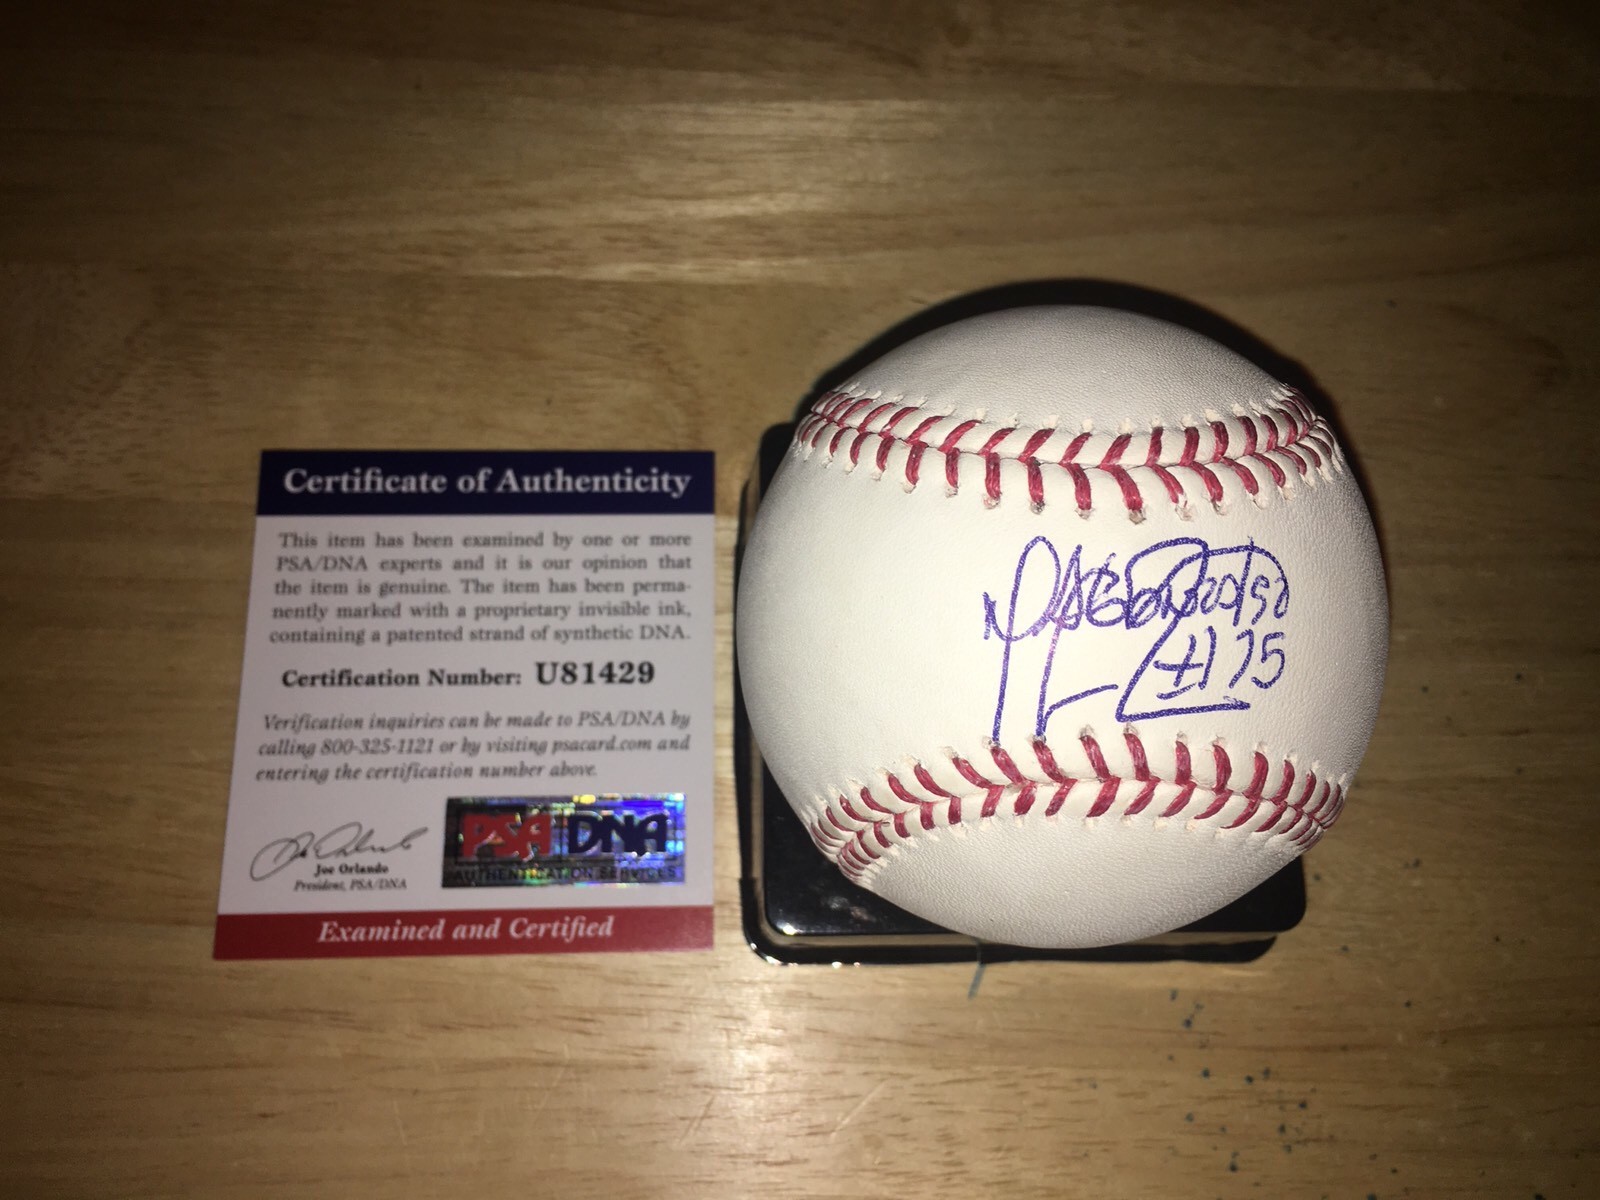 Certificate of Authenticity
This item has been examined by one or more
PSA/DNA experts and it is our opinion that
the item is genuine. The item has been perma-
nently marked with a proprietary invisible ink,
containing a patented strand of synthetic DNA.
Certification Number: U81429
Verification inquiries can be made to PSA/DNA by
calling 800-325-1121 or by visiting psacard.com and
entering the certification number above.
Joe Orlando
President, PSA/DNA
PSA DNA
AUTHENTICATION SERVICES
Examined and Certified
#75